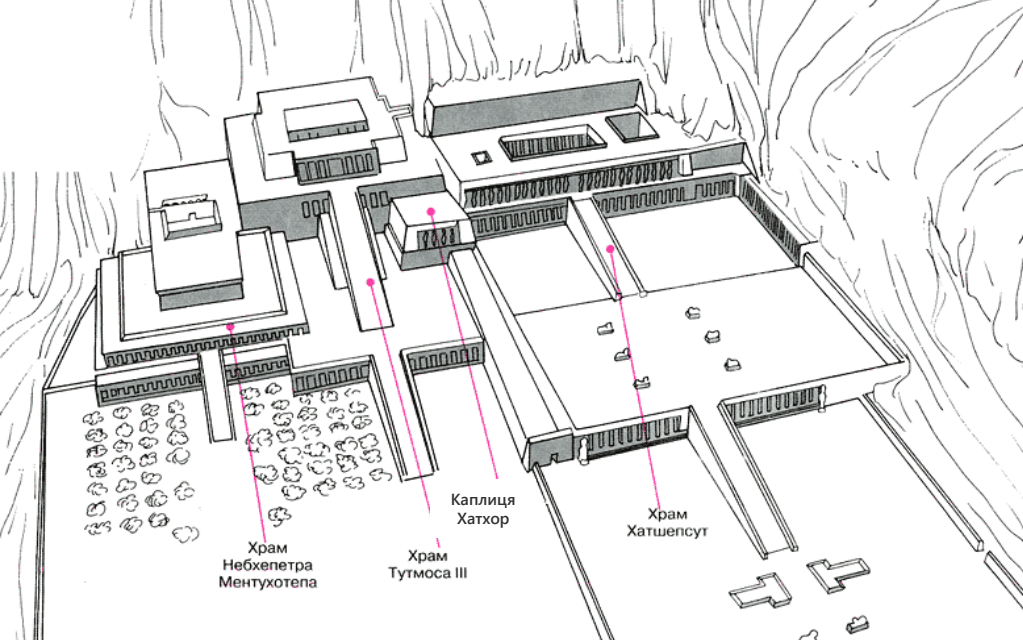 Каплиця
Хатхор
Храм
Хатшепсут
Храм
Небхепетра
Ментухотепа
Храм
Тутмоса III